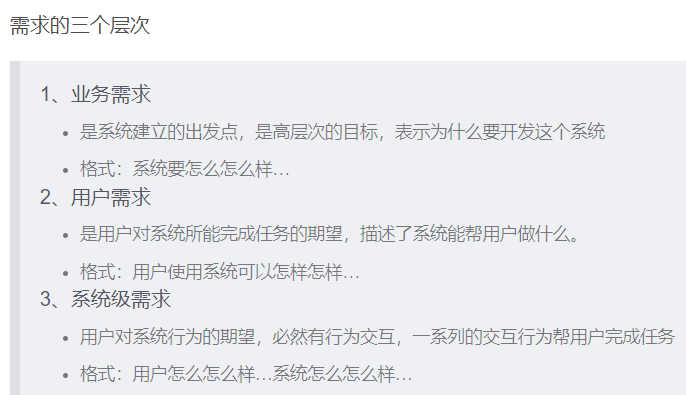 需求的三个层次
1、业务需求
• 是系统建立的出发点，是高层次的目标，表示为什么要开发这个系统
• 格式：系统要怎么怎么样…
2、用户需求
• 是用户对系统所能完成任务的期望，描述了系统能帮用户做什么。
• 格式：用户使用系统可以怎样怎样…
3、系统级需求
• 用户对系统行为的期望，必然有行为交互，一系列的交互行为帮用户完成任务
• 格式：用户怎么怎么样…系统怎么怎么样…